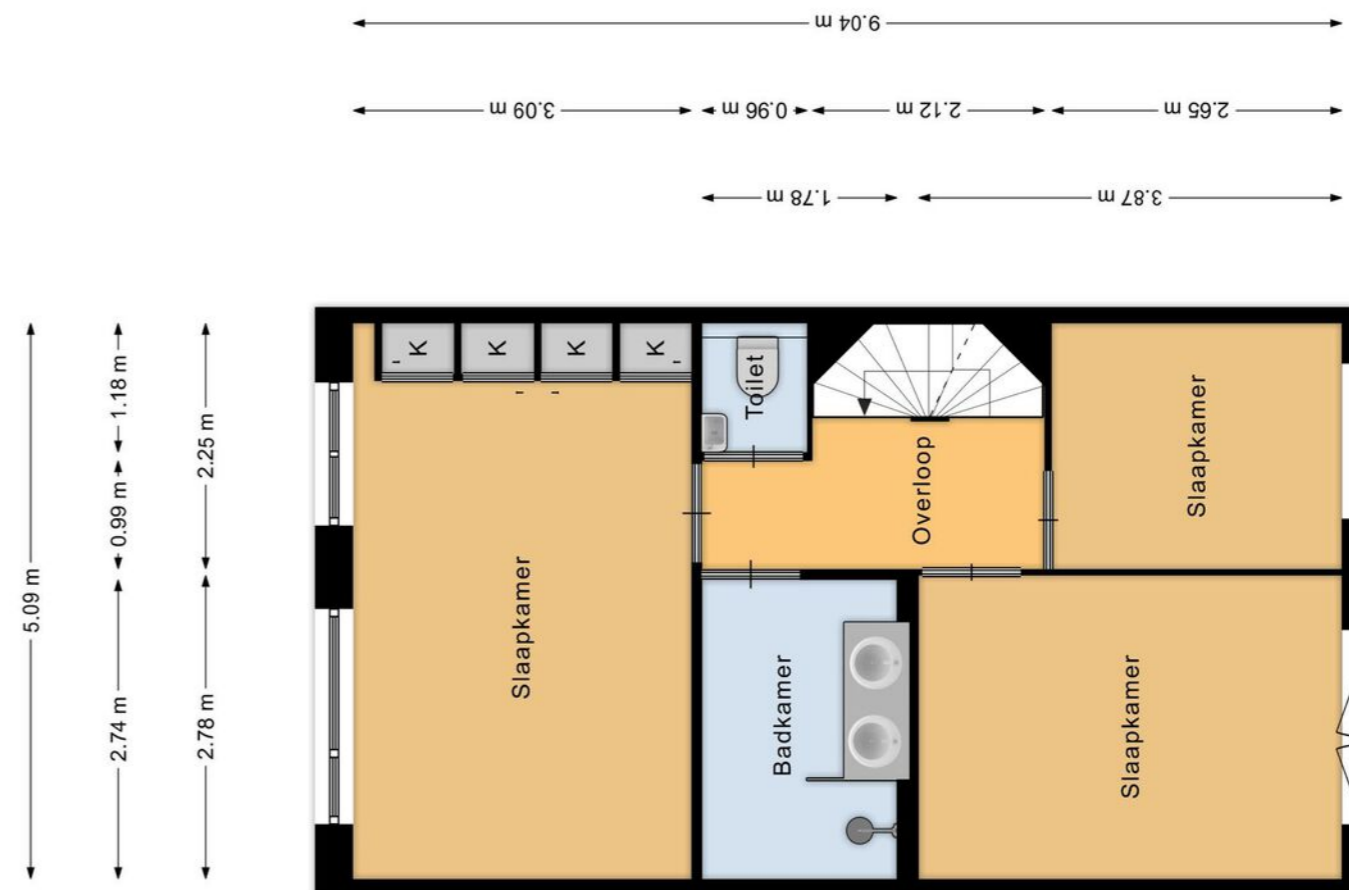 9.04 m
3.09 m
0.96 m
2.12 m
2.65 m
1.78 m
3.87 m
5.09 m
1.18 m
0.99 m
2.74 m
2.25 m
2.78 m
K
K
K
K
Toilet
Overloop
Slaapkamer
Slaapkamer
Badkamer
Slaapkamer